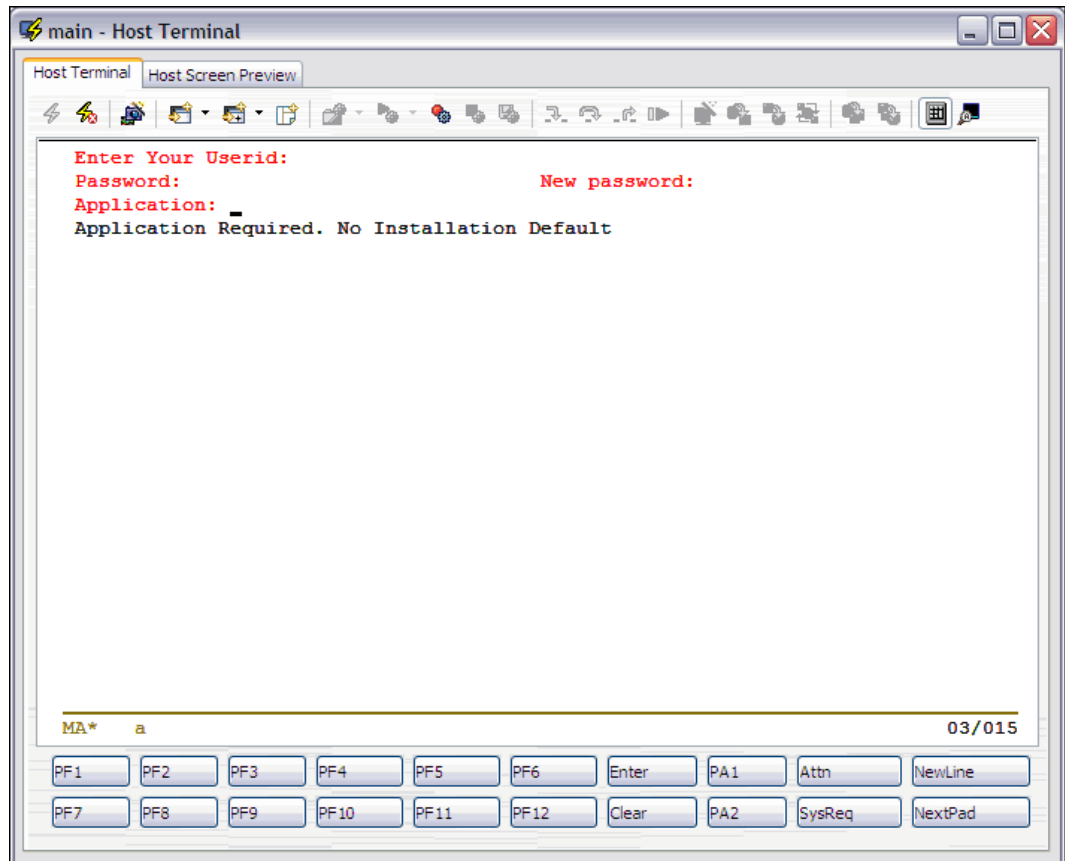 main - Host Terminal
Host Terminal Host Screen Preview
Enter Your Userid:
Password: New password:
Application: _
Application Required. No Installation Default
MA* a 03/015
PF1 PF2 PF3 PF4 PF5 PF6 Enter PA1 Attn NewLine
PF7 PF8 PF9 PF10 PF11 PF12 Clear PA2 SysReq NextPad